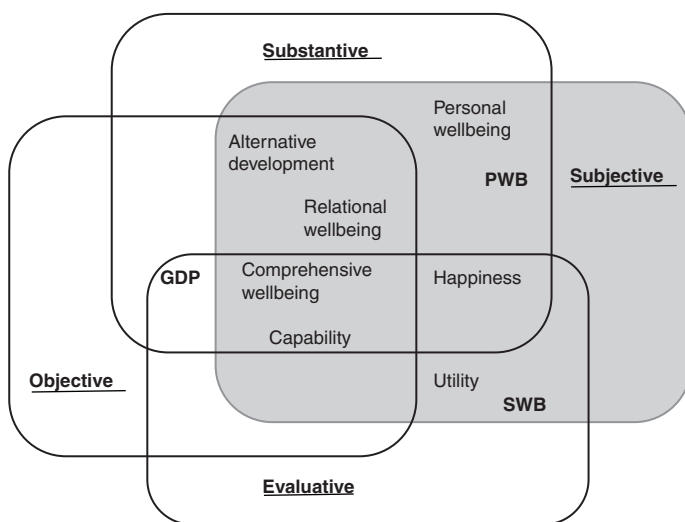 Substantive
Personal
wellbeing
Alternative
development
PWB
Subjective
Relational
wellbeing
GDP
Comprehensive
wellbeing
Happiness
Capability
Objective
Utility
SWB
Evaluative